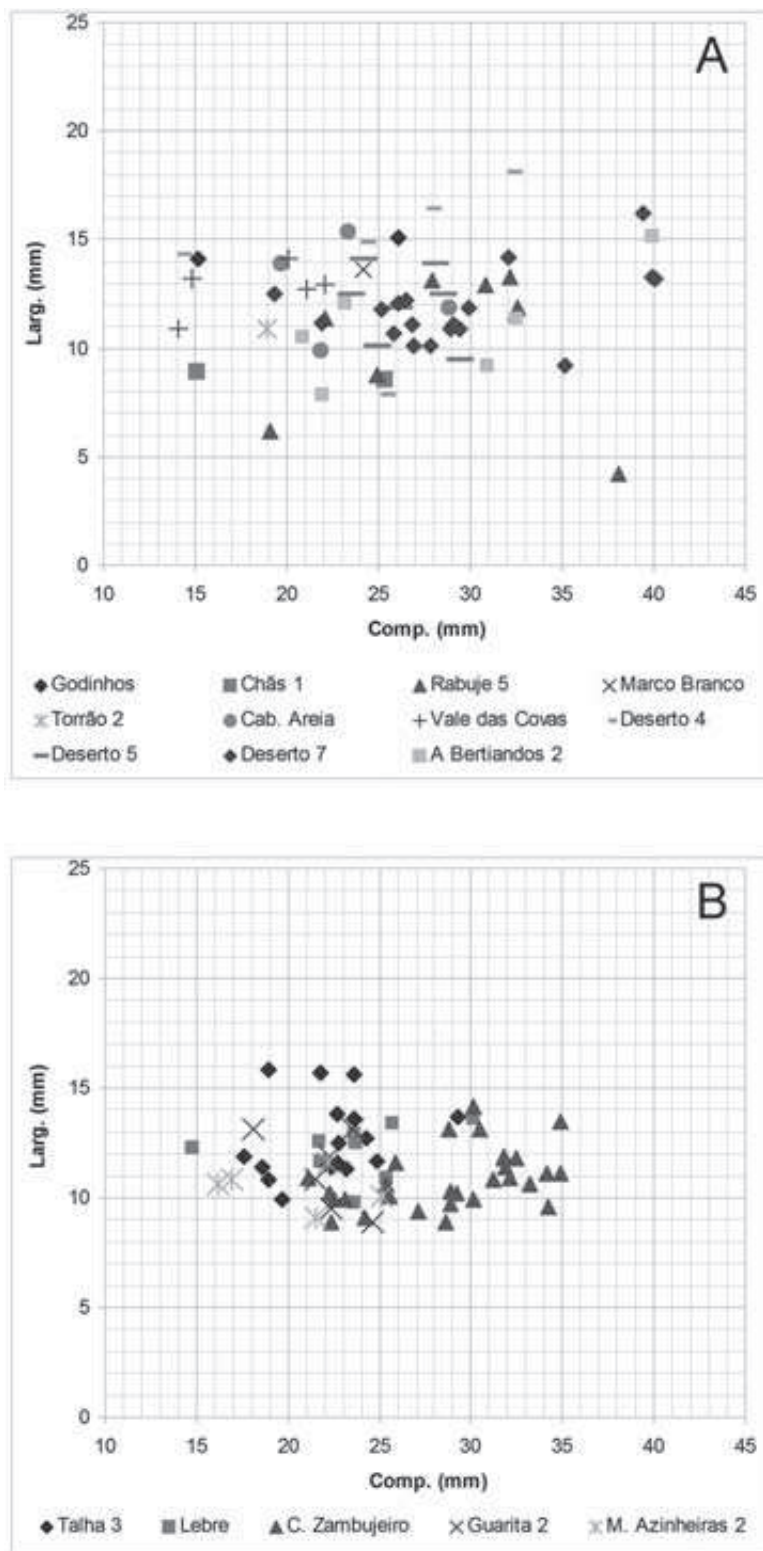 A
25
20
15
10
5
0
Larg. (mm)
10 15 20 25 30 35 40 45
Comp. (mm)
Godinhos Chãs 1 Rabuje 5 Marco Branco
Torrão 2 Cab. Areia Vale das Covas Deserto 4
Deserto 5 Deserto 7 A Bertiandos 2
B
25
20
15
10
5
0
Larg. (mm)
10 15 20 25 30 35 40 45
Comp. (mm)
Talha 3 Lebre C. Zambujeiro Guarita 2 M. Azinheiras 2